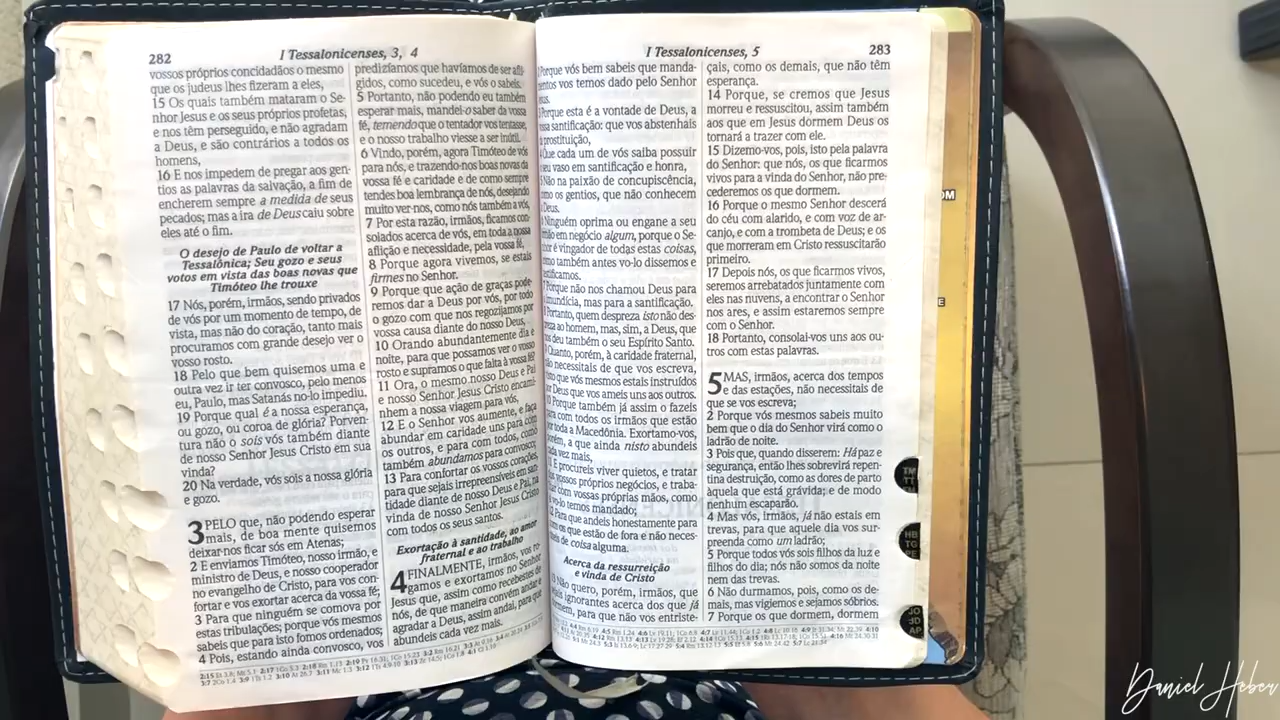 282
I Tessalonicenses, 3, 4
vossos próprios concidadãos o mesmo
que os judeus lhes fizeram a eles,
15 Os quais também mataram o Se-
nhor Jesus e os seus próprios profetas,
e nos têm perseguido, e não agradam
a Deus, e são contrários a todos os
homens,
16 E nos impedem de pregar aos gen-
tios as palavras da salvação, a fim de
encherem sempre a medida de seus
pecados; mas a ira de Deus caiu sobre
eles até o fim.
O desejo de Paulo de voltar a
Tessalônica; Seu gozo e seus
votos em vista das boas novas que
Timóteo lhe trouxe
17 Nós, porém, irmãos, sendo privados
de vós por um momento de tempo, de
vista, mas não do coração, tanto mais
procuramos com grande desejo ver o
vosso rosto.
18 Pelo que bem quisemos uma e
outra vez ir ter convosco, pelo menos
eu, Paulo, mas Satanás no-lo impediu.
19 Porque qual é a nossa esperança,
ou gozo, ou coroa de glória? Porven-
tura não o sois vós também diante
de nosso Senhor Jesus Cristo em sua
vinda?
20 Na verdade, vós sois a nossa glória
e gozo.
3 PELO que, não podendo esperar
mais, de boa mente quisemos
deixar-nos ficar sós em Atenas;
2 E enviamos Timóteo, nosso irmão, e
ministro de Deus, e nosso cooperador
no evangelho de Cristo, para vos con-
fortar e vos exortar acerca da vossa fé;
3 Para que ninguém se comova por
estas tribulações; porque vós mesmos
sabeis que para isto fomos ordenados;
4 Pois, estando ainda convosco, vos
predizíamos que havíamos de ser afli-
gidos, como sucedeu, e vós o sabeis.
5 Portanto, não podendo eu também
esperar mais, mandei-o saber da vossa
fé, temendo que o tentador vos tentasse,
e o nosso trabalho viesse a ser inútil.
6 Vindo, porém, agora Timóteo de vós
para nós, e trazendo-nos boas novas da
vossa fé e caridade e de como sempre
tendes boa lembrança de nós, desejando
muito ver-nos, como nós também a vós,
7 Por esta razão, irmãos, ficamos con-
solados acerca de vós, em toda a nossa
aflição e necessidade, pela vossa fé,
8 Porque agora vivemos, se estais
firmes no Senhor.
9 Porque que ação de graças pode-
remos dar a Deus por vós, por todo
o gozo com que nos regozijamos por
vossa causa diante do nosso Deus,
10 Orando abundantemente dia e
noite, para que possamos ver o vosso
rosto e supramos o que falta à vossa fé?
11 Ora, o mesmo nosso Deus e Pai
e nosso Senhor Jesus Cristo encami-
nhem a nossa viagem para vós,
12 E o Senhor vos aumente, e faça
abundar em caridade uns para com
os outros, e para com todos, como
também abundamos para convosco;
13 Para confortar os vossos corações,
para que sejais irrepreensíveis em san-
tidade diante de nosso Deus e Pai, na
vinda de nosso Senhor Jesus Cristo
com todos os seus santos.
Exortação à santidade, ao amor
fraternal e ao trabalho
4 FINALMENTE, irmãos, vos ro-
gamos e exortamos no Senhor
Jesus que, assim como recebestes de
nós, de que maneira convém andar e
agradar a Deus, assim andai, para que
abundeis cada vez mais.
I Tessalonicenses, 5
283
Porque vós bem sabeis que manda-
entos vos temos dado pelo Senhor
sus.
Porque esta é a vontade de Deus, a
ssa santificação: que vos abstenhais
prostituição,
Que cada um de vós saiba possuir
seu vaso em santificação e honra,
Não na paixão de concupiscência,
mo os gentios, que não conhecem
Deus.
Ninguém oprima ou engane a seu
mão em negócio algum, porque o Se-
or é vingador de todas estas coisas,
mo também antes vo-lo dissemos e
stificamos.
Porque não nos chamou Deus para
mundícia, mas para a santificação.
Portanto, quem despreza isto não des-
eza ao homem, mas, sim, a Deus, que
os deu também o seu Espírito Santo.
Quanto, porém, à caridade fraternal,
ão necessitais de que vos escreva,
isto que vós mesmos estais instruídos
or Deus que vos ameis uns aos outros.
Porque também já assim o fazeis
ara com todos os irmãos que estão
or toda a Macedônia. Exortamo-vos,
orém, a que ainda nisto abundeis
ada vez mais,
E procureis viver quietos, e tratar
os vossos próprios negócios, e traba-
ar com vossas próprias mãos, como
vo-lo temos mandado;
Para que andeis honestamente para
om os que estão de fora e não neces-
teis de coisa alguma.
Acerca da ressurreição
e vinda de Cristo
Não quero, porém, irmãos, que
ejais ignorantes acerca dos que já
ormem, para que não vos entriste-
çais, como os demais, que não têm
esperança.
14 Porque, se cremos que Jesus
morreu e ressuscitou, assim também
aos que em Jesus dormem Deus os
tornará a trazer com ele.
15 Dizemo-vos, pois, isto pela palavra
do Senhor: que nós, os que ficarmos
vivos para a vinda do Senhor, não pre-
cederemos os que dormem.
16 Porque o mesmo Senhor descerá
do céu com alarido, e com voz de ar-
canjo, e com a trombeta de Deus; e os
que morreram em Cristo ressuscitarão
primeiro.
17 Depois nós, os que ficarmos vivos,
seremos arrebatados juntamente com
eles nas nuvens, a encontrar o Senhor
nos ares, e assim estaremos sempre
com o Senhor.
18 Portanto, consolai-vos uns aos ou-
tros com estas palavras.
5 MAS, irmãos, acerca dos tempos
e das estações, não necessitais de
que se vos escreva;
2 Porque vós mesmos sabeis muito
bem que o dia do Senhor virá como o
ladrão de noite.
3 Pois que, quando disserem: Há paz e
segurança, então lhes sobrevirá repen-
tina destruição, como as dores de parto
àquela que está grávida; e de modo
nenhum escaparão.
4 Mas vós, irmãos, já não estais em
trevas, para que aquele dia vos sur-
preenda como um ladrão;
5 Porque todos vós sois filhos da luz e
filhos do dia; nós não somos da noite
nem das trevas.
6 Não durmamos, pois, como os de-
mais, mas vigiemos e sejamos sóbrios.
7 Porque os que dormem, dormem
TM
TT
HB
TG
PE
JO
JD
AP
OM
E
Daniel Heber